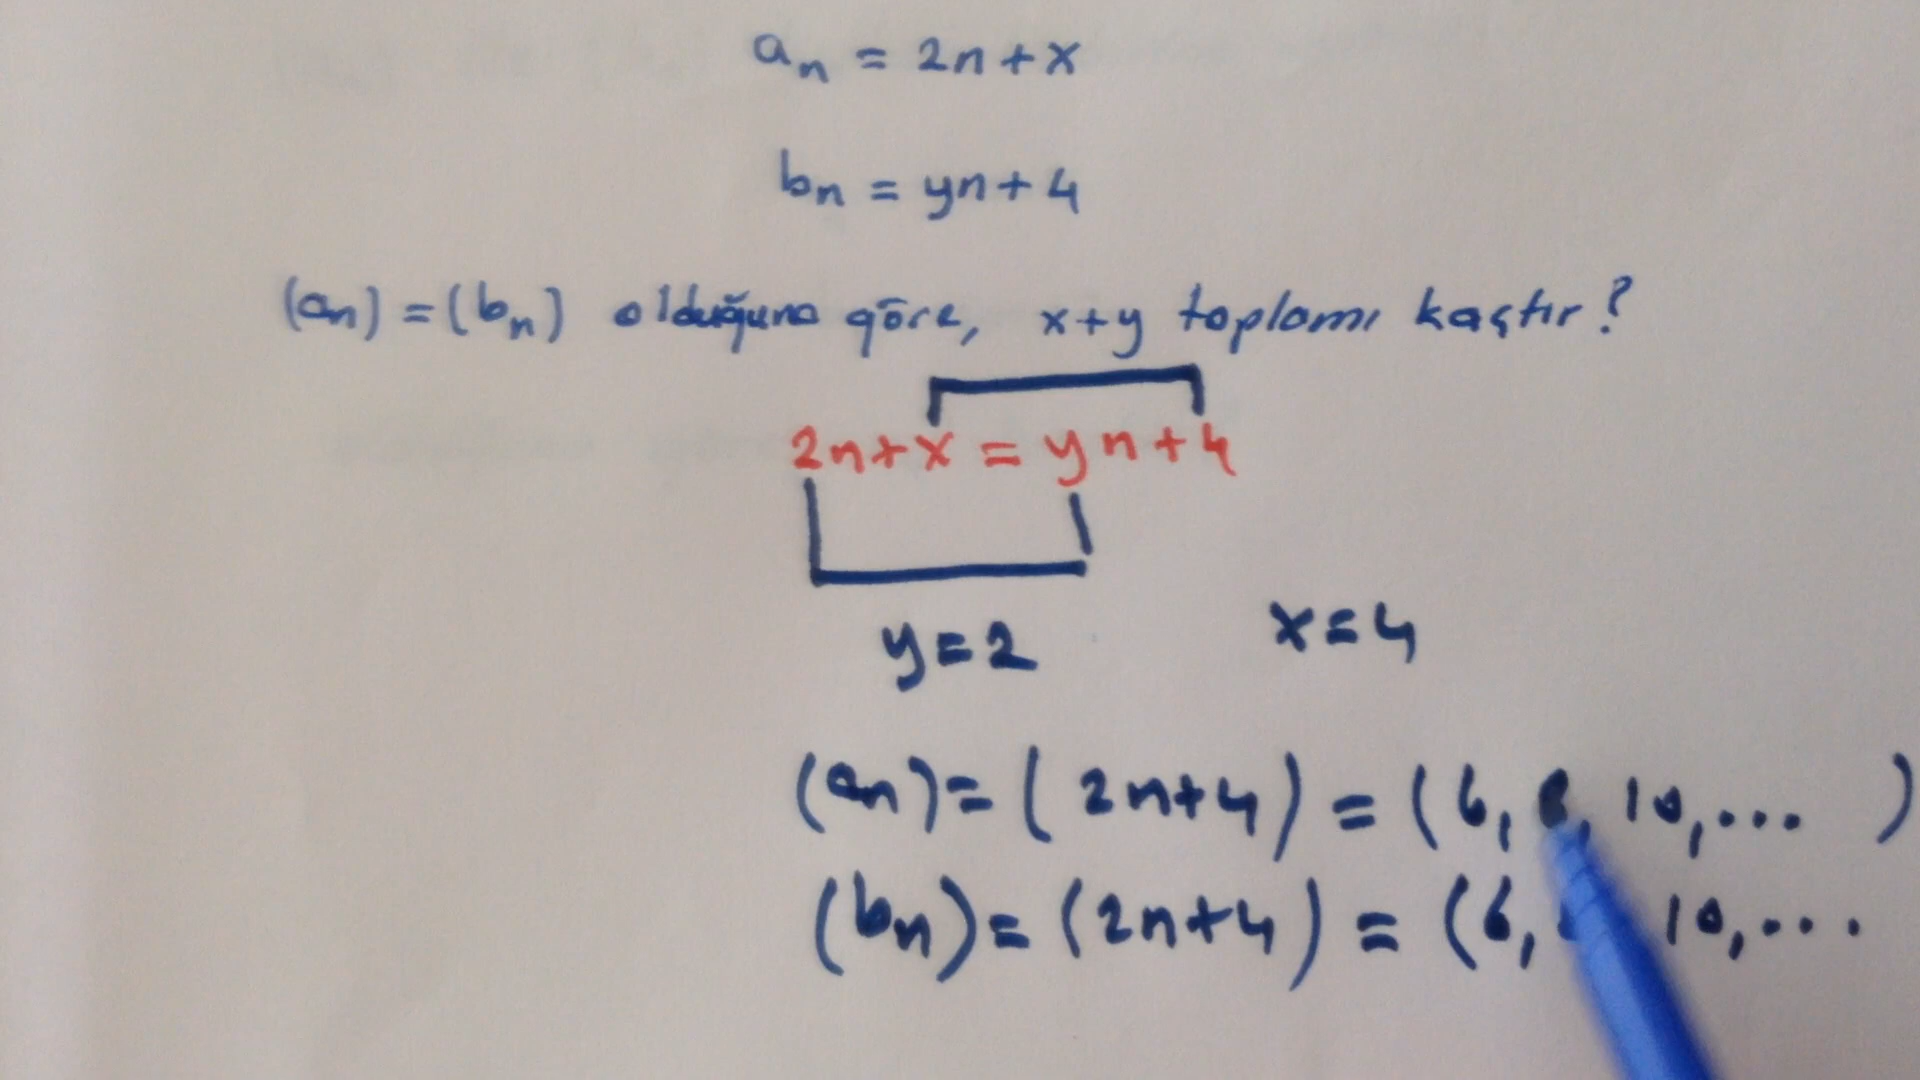 an = 2n+x
bn = yn+4
(an) = (bn) olduğuna göre, x+y toplamı kaçtır?
2n+x = yn+4
y=2 x=4
(an)= ( 2n+4) = (6, 8, 10,... )
(bn)= (2n+4) = (6, 10,...